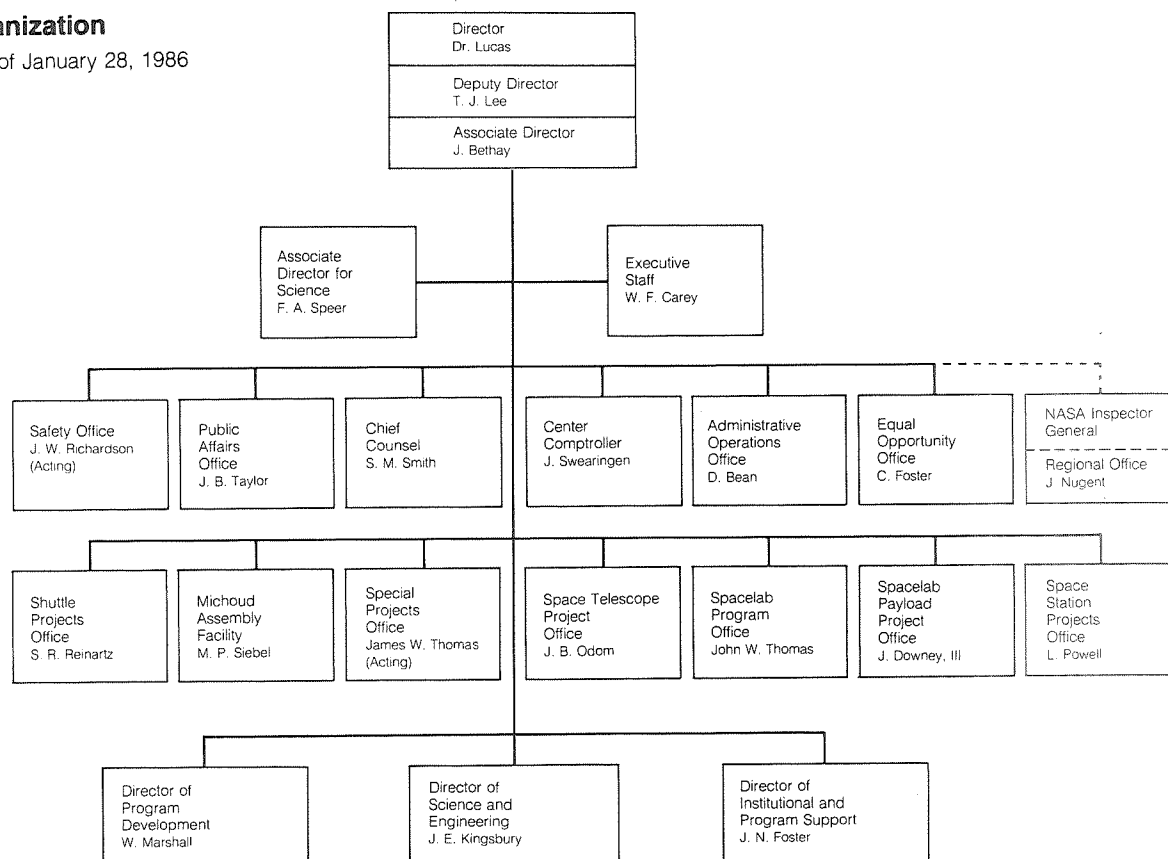 anization
of January 28, 1986
Director
Dr. Lucas
Deputy Director
T. J. Lee
Associate Director
J. Bethay
Associate
Director for
Science
F. A. Speer
Executive
Staff
W. F. Carey
Safety Office
J. W. Richardson
(Acting)
Public
Affairs
Office
J. B. Taylor
Chief
Counsel
S. M. Smith
Center
Comptroller
J. Swearingen
Administrative
Operations
Office
D. Bean
Equal
Opportunity
Office
C. Foster
NASA Inspector
General
Regional Office
J Nugent
Shuttle
Projects
Office
S. R. Reinartz
Michoud
Assembly
Facility
M. P. Siebel
Special
Projects
Office
James W. Thomas
(Acting)
Space Telescope
Project
Office
J. B. Odom
Spacelab
Program
Office
John W. Thomas
Spacelab
Payload
Project
Office
J. Downey, III
Space
Station
Projects
Office
L. Powell
Director of
Program
Development
W. Marshall
Director of
Science and
Engineering
J. E. Kingsbury
Director of
Institutional and
Program Support
J. N. Foster